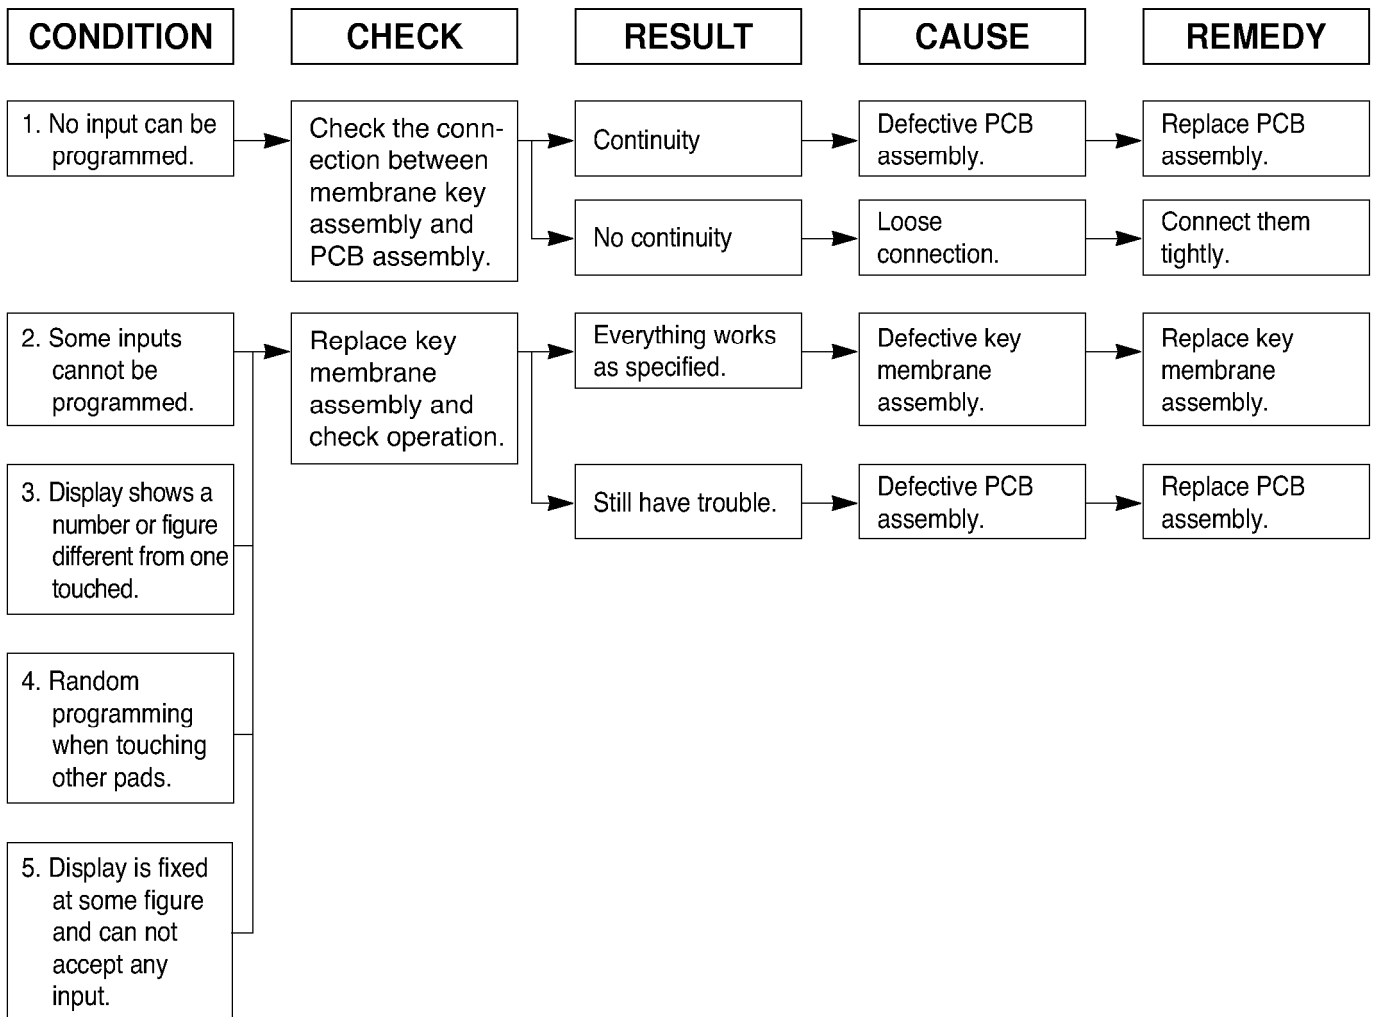 CONDITION
CHECK
RESULT
CAUSE
REMEDY
1. No input can be
programmed.
Check the conn-
ection between
membrane key
assembly and
PCB assembly.
Continuity
Defective PCB
assembly.
Replace PCB
assembly.
No continuity
Loose
connection.
Connect them
tightly.
2. Some inputs
cannot be
programmed.
Replace key
membrane
assembly and
check operation.
Everything works
as specified.
Defective key
membrane
assembly.
Replace key
membrane
assembly.
3. Display shows a
number or figure
different from one
touched.
Still have trouble.
Defective PCB
assembly.
Replace PCB
assembly.
4. Random
programming
when touching
other pads.
5. Display is fixed
at some figure
and can not
accept any
input.